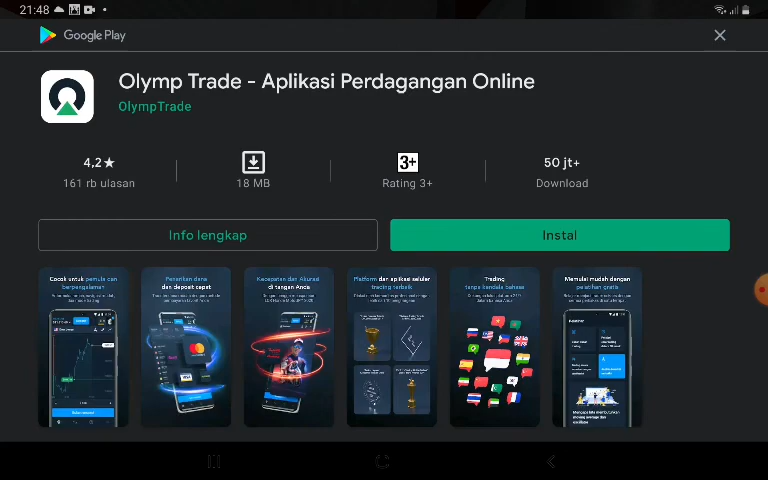 21:48
Google Play
Olymp Trade - Aplikasi Perdagangan Online
OlympTrade
4,2★
161 rb ulasan
18 MB
3+
Rating 3+
50 jt+
Download
Info lengkap
Instal
Cocok untuk pemula dan
berpengalaman
Penarikan dana
dan deposit cepat
Kecepatan dan Akurasi
di tangan Anda
Platform dan aplikasi seluler
trading terbaik
Trading
tanpa kendala bahasa
Memulai mudah dengan
pelatihan gratis
VISA